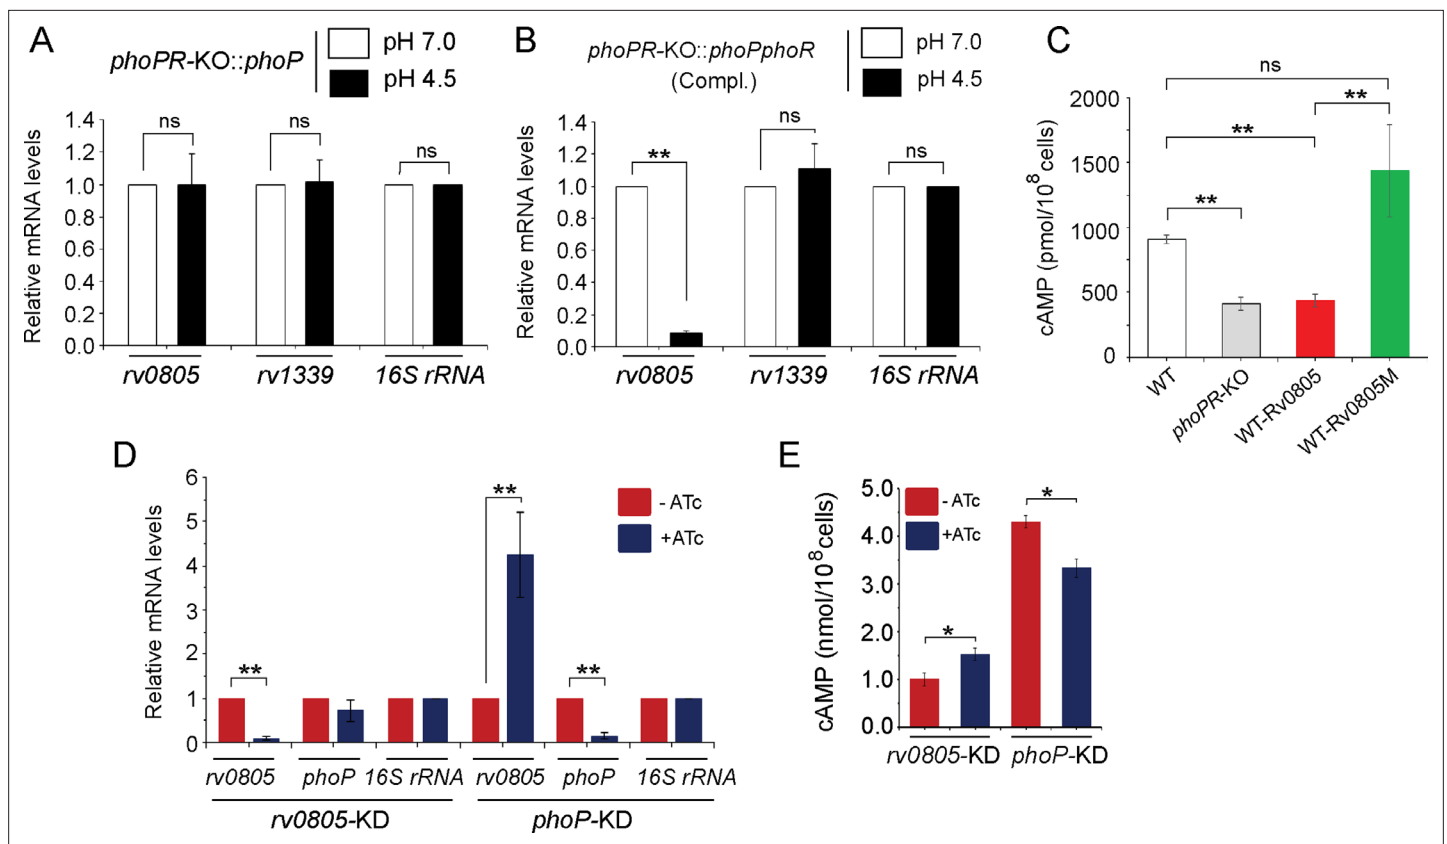 A
phoPR-KO::phoP
pH 7.0
pH 4.5
Relative mRNA levels
1.4
1.2
1.0
0.8
0.6
0.4
0.2
0.0
ns
ns
ns
rv0805
rv1339
16S rRNA
B
phoPR-KO::phoPphoR
(Compl.)
pH 7.0
pH 4.5
Relative mRNA levels
1.4
1.2
1.0
0.8
0.6
0.4
0.2
0.0
**
ns
ns
rv0805
rv1339
16S rRNA
C
cAMP (pmol/10⁸ cells)
2000
1500
1000
500
0
ns
**
**
**
WT
phoPR-KO
WT-Rv0805
WT-Rv0805M
D
Relative mRNA levels
6
5
4
3
2
1
0
- ATc
+ATc
**
**
**
rv0805
phoP
16S rRNA
rv0805
phoP
16S rRNA
rv0805-KD
phoP-KD
E
cAMP (nmol/10⁸cells)
5.0
4.0
3.0
2.0
1.0
0.0
- ATc
+ATc
*
*
rv0805-KD
phoP-KD